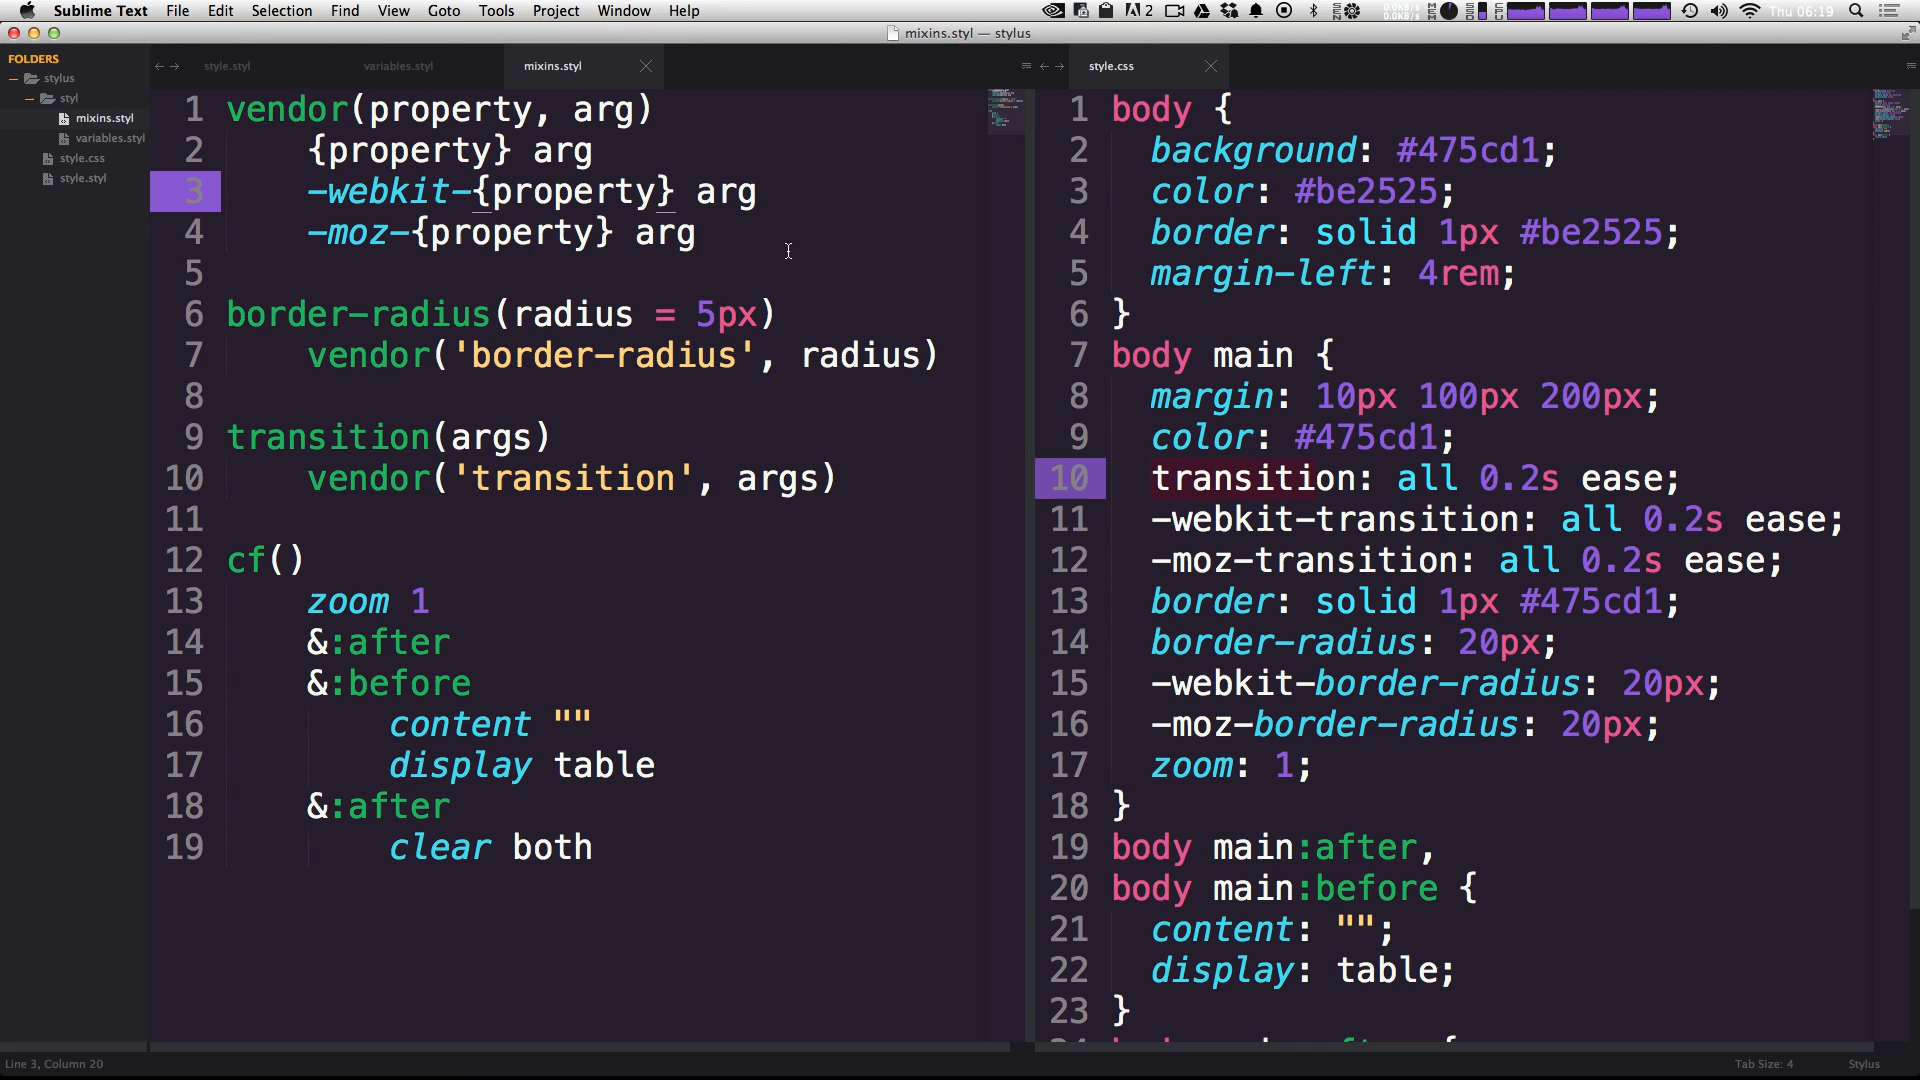 Sublime Text File Edit Selection Find View Goto Tools Project Window Help
2 0.0KB/s 0.0KB/s Thu 06:19
mixins.styl — stylus
FOLDERS
stylus
styl
mixins.styl
variables.styl
style.css
style.styl
style.styl variables.styl mixins.styl
1 vendor(property, arg)
2 {property} arg
3 -webkit-{property} arg
4 -moz-{property} arg
5
6 border-radius(radius = 5px)
7 vendor('border-radius', radius)
8
9 transition(args)
10 vendor('transition', args)
11
12 cf()
13 zoom 1
14 &:after
15 &:before
16 content ""
17 display table
18 &:after
19 clear both
style.css
1 body {
2 background: #475cd1;
3 color: #be2525;
4 border: solid 1px #be2525;
5 margin-left: 4rem;
6 }
7 body main {
8 margin: 10px 100px 200px;
9 color: #475cd1;
10 transition: all 0.2s ease;
11 -webkit-transition: all 0.2s ease;
12 -moz-transition: all 0.2s ease;
13 border: solid 1px #475cd1;
14 border-radius: 20px;
15 -webkit-border-radius: 20px;
16 -moz-border-radius: 20px;
17 zoom: 1;
18 }
19 body main:after,
20 body main:before {
21 content: "";
22 display: table;
23 }
Line 3, Column 20
Tab Size: 4 Stylus